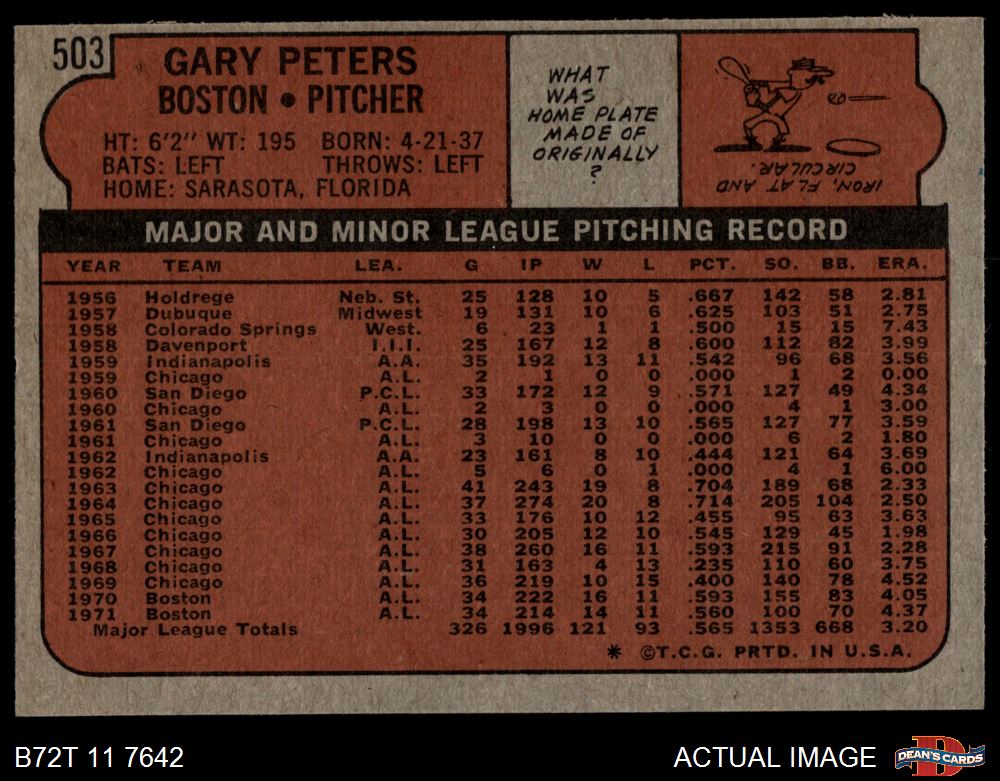 503
GARY PETERS
BOSTON • PITCHER
HT: 6'2" WT: 195 BORN: 4-21-37
BATS: LEFT THROWS: LEFT
HOME: SARASOTA, FLORIDA
WHAT
WAS
HOME PLATE
MADE OF
ORIGINALLY
?
IRON, FLAT AND
CIRCULAR.
MAJOR AND MINOR LEAGUE PITCHING RECORD
YEAR TEAM LEA. G IP W L PCT. SO. BB. ERA.
1956 Holdrege Neb. St. 25 128 10 5 .667 142 58 2.81
1957 Dubuque Midwest 19 131 10 6 .625 103 51 2.75
1958 Colorado Springs West. 6 23 1 1 .500 15 15 7.43
1958 Davenport I.I.I. 25 167 12 8 .600 112 82 3.99
1959 Indianapolis A.A. 35 192 13 11 .542 96 68 3.56
1959 Chicago A.L. 2 1 0 0 .000 1 2 0.00
1960 San Diego P.C.L. 33 172 12 9 .571 127 49 4.34
1960 Chicago A.L. 2 3 0 0 .000 4 1 3.00
1961 San Diego P.C.L. 28 198 13 10 .565 127 77 3.59
1961 Chicago A.L. 3 10 0 0 .000 6 2 1.80
1962 Indianapolis A.A. 23 161 8 10 .444 121 64 3.69
1962 Chicago A.L. 5 6 0 1 .000 4 1 6.00
1963 Chicago A.L. 41 243 19 8 .704 189 68 2.33
1964 Chicago A.L. 37 274 20 8 .714 205 104 2.50
1965 Chicago A.L. 33 176 10 12 .455 95 63 3.63
1966 Chicago A.L. 30 205 12 10 .545 129 45 1.98
1967 Chicago A.L. 38 260 16 11 .593 215 91 2.28
1968 Chicago A.L. 31 163 4 13 .235 110 60 3.75
1969 Chicago A.L. 36 219 10 15 .400 140 78 4.52
1970 Boston A.L. 34 222 16 11 .593 155 83 4.05
1971 Boston A.L. 34 214 14 11 .560 100 70 4.37
Major League Totals 326 1996 121 93 .565 1353 668 3.20
* ©T.C.G. PRTD. IN U.S.A.
B72T 11 7642
ACTUAL IMAGE
D
DEAN'S CARDS